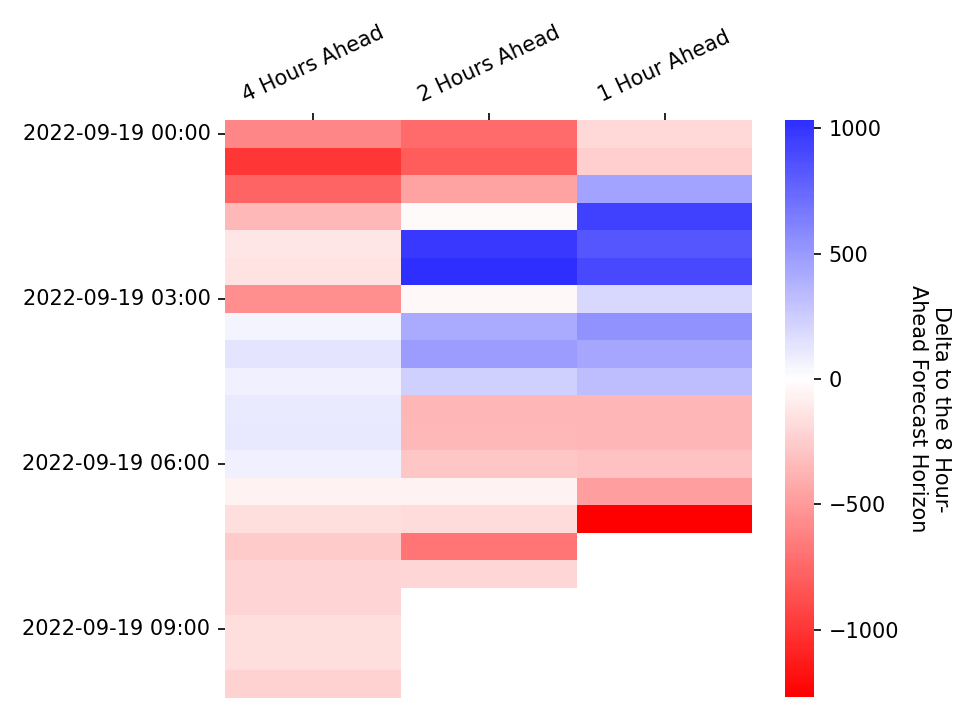 4 Hours Ahead
2 Hours Ahead
1 Hour Ahead
2022-09-19 00:00
2022-09-19 03:00
2022-09-19 06:00
2022-09-19 09:00
1000
500
0
−500
−1000
Delta to the 8 Hour-
Ahead Forecast Horizon